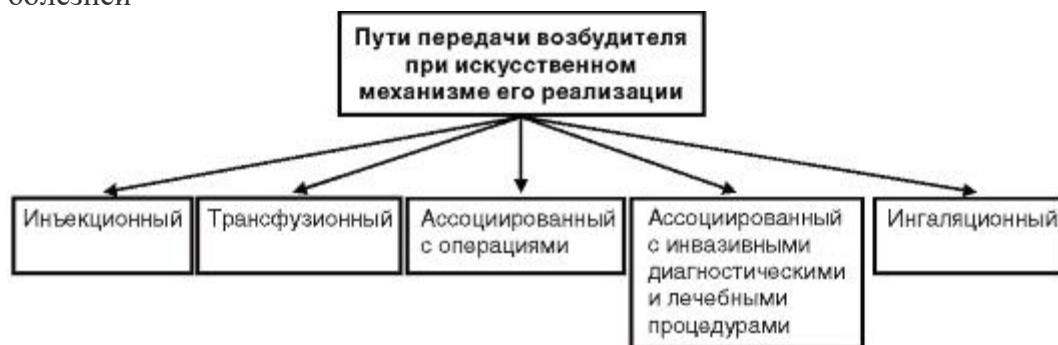 болезней
Пути передачи возбудителя
при искусственном
механизме его реализации
Инъекционный
Трансфузионный
Ассоциированный
с операциями
Ассоциированный
с инвазивными
диагностическими
и лечебными
процедурами
Ингаляционный